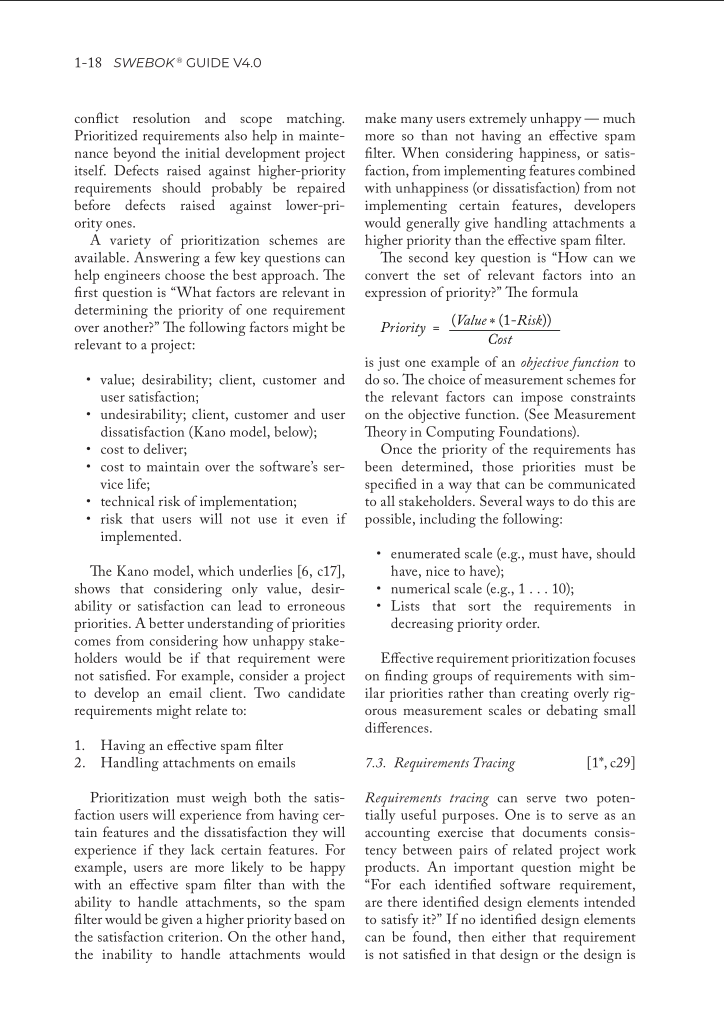 1-18 SWEBOK® GUIDE V4.0
conflict resolution and scope matching.
Prioritized requirements also help in mainte-
nance beyond the initial development project
itself. Defects raised against higher-priority
requirements should probably be repaired
before defects raised against lower-pri-
ority ones.
A variety of prioritization schemes are
available. Answering a few key questions can
help engineers choose the best approach. The
first question is “What factors are relevant in
determining the priority of one requirement
over another?” The following factors might be
relevant to a project:
• value; desirability; client, customer and
user satisfaction;
• undesirability; client, customer and user
dissatisfaction (Kano model, below);
• cost to deliver;
• cost to maintain over the software’s ser-
vice life;
• technical risk of implementation;
• risk that users will not use it even if
implemented.
The Kano model, which underlies [6, c17],
shows that considering only value, desir-
ability or satisfaction can lead to erroneous
priorities. A better understanding of priorities
comes from considering how unhappy stake-
holders would be if that requirement were
not satisfied. For example, consider a project
to develop an email client. Two candidate
requirements might relate to:
1. Having an effective spam filter
2. Handling attachments on emails
Prioritization must weigh both the satis-
faction users will experience from having cer-
tain features and the dissatisfaction they will
experience if they lack certain features. For
example, users are more likely to be happy
with an effective spam filter than with the
ability to handle attachments, so the spam
filter would be given a higher priority based on
the satisfaction criterion. On the other hand,
the inability to handle attachments would
make many users extremely unhappy — much
more so than not having an effective spam
filter. When considering happiness, or satis-
faction, from implementing features combined
with unhappiness (or dissatisfaction) from not
implementing certain features, developers
would generally give handling attachments a
higher priority than the effective spam filter.
The second key question is “How can we
convert the set of relevant factors into an
expression of priority?” The formula
Priority = (Value * (1-Risk))
Cost
is just one example of an objective function to
do so. The choice of measurement schemes for
the relevant factors can impose constraints
on the objective function. (See Measurement
Theory in Computing Foundations).
Once the priority of the requirements has
been determined, those priorities must be
specified in a way that can be communicated
to all stakeholders. Several ways to do this are
possible, including the following:
• enumerated scale (e.g., must have, should
have, nice to have);
• numerical scale (e.g., 1 . . . 10);
• Lists that sort the requirements in
decreasing priority order.
Effective requirement prioritization focuses
on finding groups of requirements with sim-
ilar priorities rather than creating overly rig-
orous measurement scales or debating small
differences.
7.3. Requirements Tracing [1*, c29]
Requirements tracing can serve two poten-
tially useful purposes. One is to serve as an
accounting exercise that documents consis-
tency between pairs of related project work
products. An important question might be
“For each identified software requirement,
are there identified design elements intended
to satisfy it?” If no identified design elements
can be found, then either that requirement
is not satisfied in that design or the design is